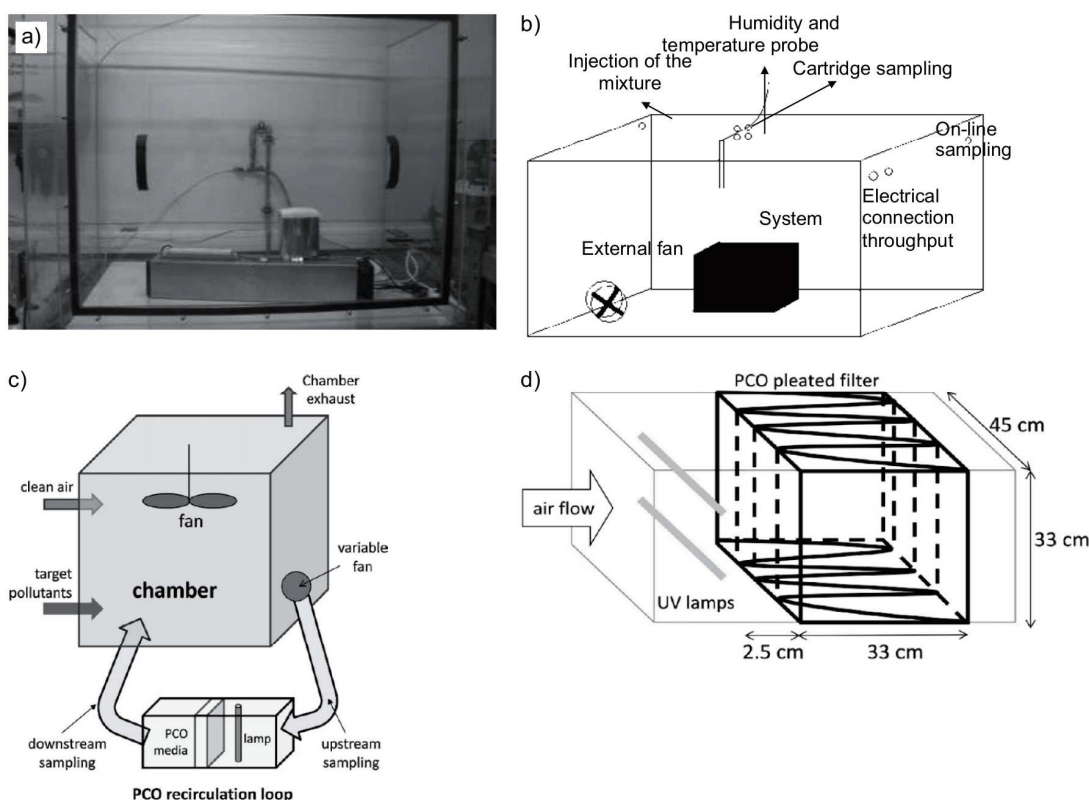 a)
b)
Humidity and
temperature probe
Injection of the
mixture
Cartridge sampling
On-line
sampling
Electrical
connection
throughput
System
External fan
c)
Chamber
exhaust
clean air
fan
variable
fan
target
pollutants
chamber
PCO
media
lamp
downstream
sampling
upstream
sampling
PCO recirculation loop
d)
PCO pleated filter
45 cm
air flow
33 cm
UV lamps
2.5 cm
33 cm